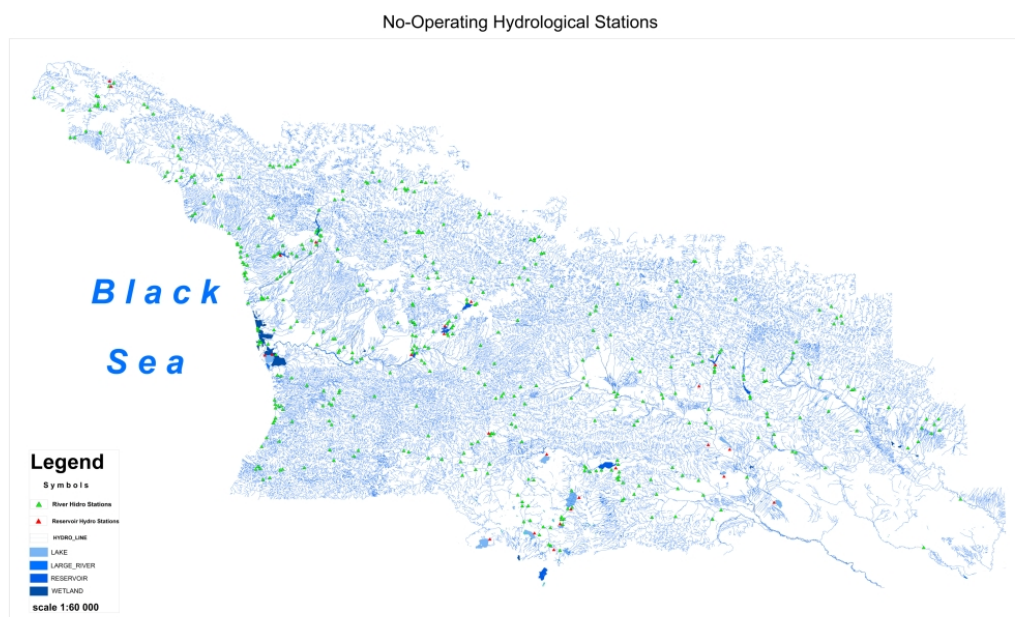 No-Operating Hydrological Stations
Black
Sea
Legend
Symbols
River Hidro Stations
Reservoir Hydro Stations
HYDRO_LINE
LAKE
LARGE_RIVER
RESERVOIR
WETLAND
scale 1:60 000